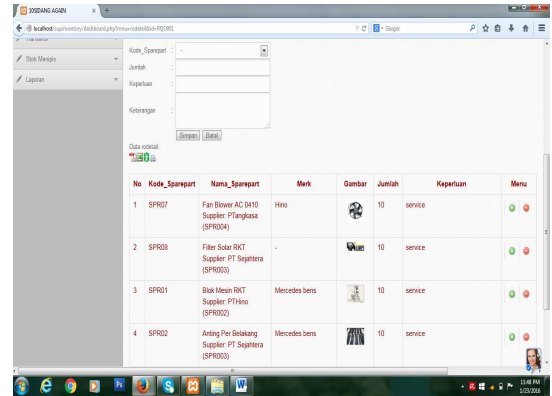 10SIDANG AGAIN
localhost/supinventory/dashboard.php?mnu=rodetail&id=RQO001
Google
Stok Menipis
Laporan
Kode_Sparepart : -
Jumlah :
Keperluan :
Keterangan :
Simpan Batal
Data rodetail:
No Kode_Sparepart Nama_Sparepart Merk Gambar Jumlah Keperluan Menu
1 SPR07 Fan Blower AC 0410 Hino 10 service
Supplier: PTangkasa
(SPR004)
2 SPR08 Filter Solar RKT - 10 service
Supplier: PT Sejahtera
(SPR003)
3 SPR01 Blok Mesin RKT Mercedes bens 10 service
Supplier: PTHino
(SPR002)
4 SPR02 Anting Per Belakang Mercedes bens 10 service
Supplier: PT Sejahtera
(SPR003)
11:48 PM
1/23/2016